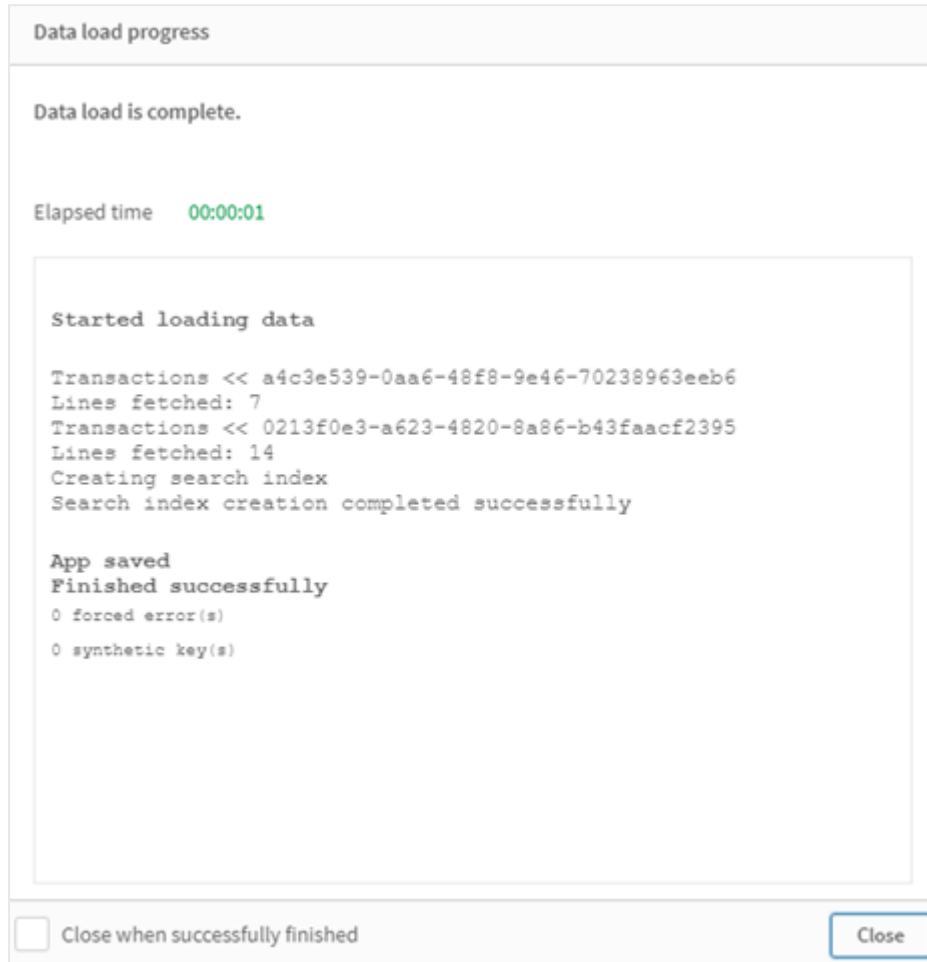 Data load progress
Data load is complete.
Elapsed time 00:00:01
Started loading data
Transactions << a4c3e539-0aa6-48f8-9e46-70238963eeb6
Lines fetched: 7
Transactions << 0213f0e3-a623-4820-8a86-b43faacf2395
Lines fetched: 14
Creating search index
Search index creation completed successfully
App saved
Finished successfully
0 forced error(s)
0 synthetic key(s)
Close when successfully finished
Close